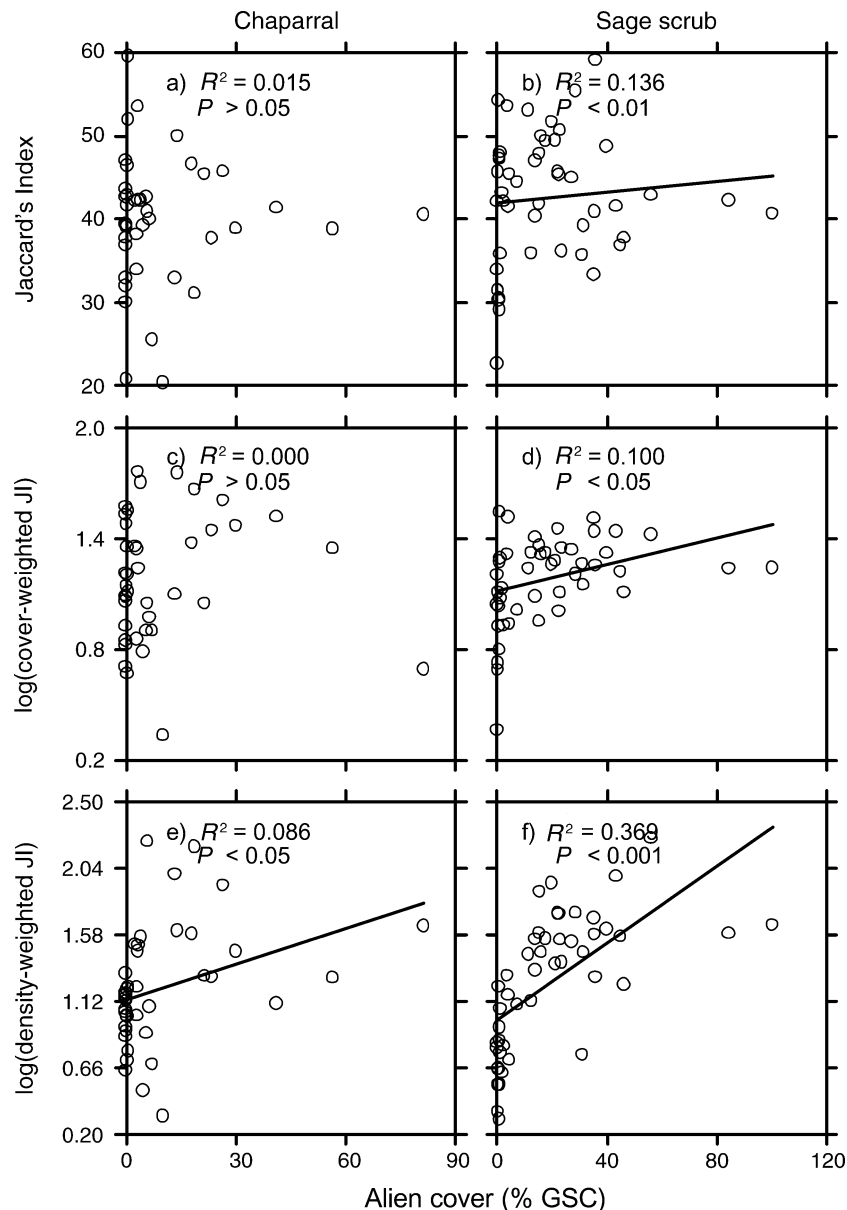 Chaparral
Sage scrub
Jaccard's Index
60
50
40
30
20
a) R² = 0.015
P > 0.05
b) R² = 0.136
P < 0.01
log(cover-weighted JI)
2.0
1.4
0.8
0.2
c) R² = 0.000
P > 0.05
d) R² = 0.100
P < 0.05
log(density-weighted JI)
2.50
2.04
1.58
1.12
0.66
0.20
e) R² = 0.086
P < 0.05
f) R² = 0.369
P < 0.001
0 30 60 90
0 40 80 120
Alien cover (% GSC)